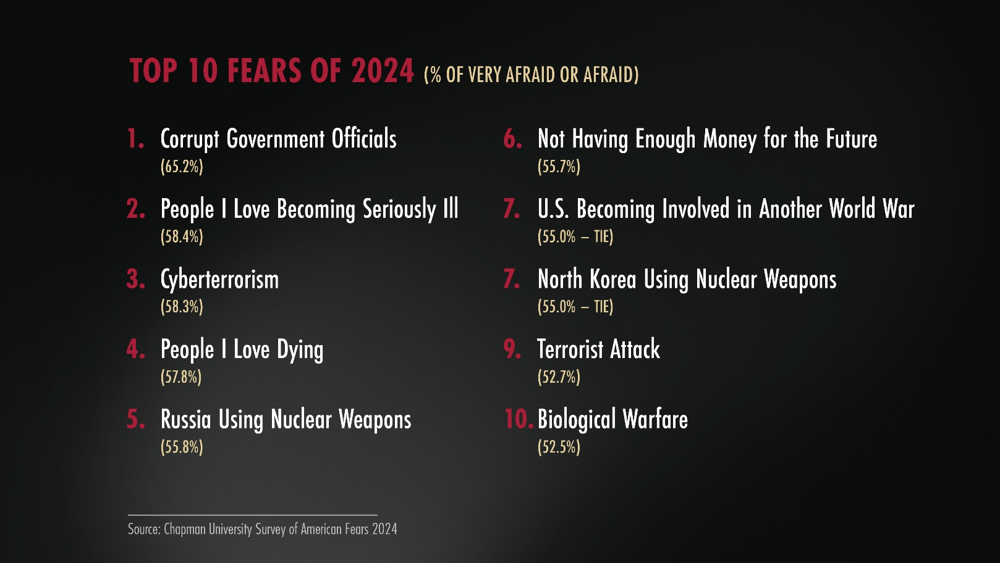 TOP 10 FEARS OF 2024 (% OF VERY AFRAID OR AFRAID)
1. Corrupt Government Officials
(65.2%)
2. People I Love Becoming Seriously Ill
(58.4%)
3. Cyberterrorism
(58.3%)
4. People I Love Dying
(57.8%)
5. Russia Using Nuclear Weapons
(55.8%)
6. Not Having Enough Money for the Future
(55.7%)
7. U.S. Becoming Involved in Another World War
(55.0% – TIE)
7. North Korea Using Nuclear Weapons
(55.0% – TIE)
9. Terrorist Attack
(52.7%)
10. Biological Warfare
(52.5%)
Source: Chapman University Survey of American Fears 2024